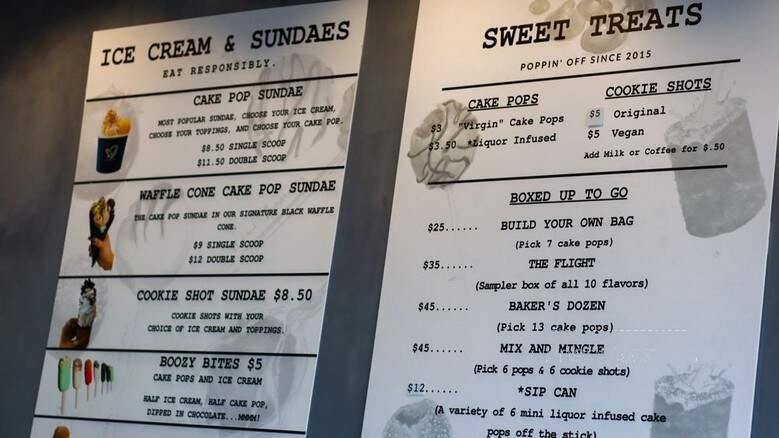 ICE CREAM & SUNDAES
EAT RESPONSIBLY.
CAKE POP SUNDAE
MOST POPULAR SUNDAE, CHOOSE YOUR ICE CREAM,
CHOOSE YOUR TOPPINGS, AND CHOOSE YOUR CAKE POP.
$8.50 SINGLE SCOOP
$11.50 DOUBLE SCOOP
WAFFLE CONE CAKE POP SUNDAE
THE CAKE POP SUNDAE IN OUR SIGNATURE BLACK WAFFLE
CONE.
$9 SINGLE SCOOP
$12 DOUBLE SCOOP
COOKIE SHOT SUNDAE $8.50
COOKIE SHOTS WITH YOUR
CHOICE OF ICE CREAM AND TOPPINGS.
BOOZY BITES $5
CAKE POPS AND ICE CREAM
HALF ICE CREAM, HALF CAKE POP,
DIPPED IN CHOCOLATE...MMMM!
SWEET TREATS
POPPIN' OFF SINCE 2015
CAKE POPS
$3 "Virgin" Cake Pops
$3.50 *Liquor Infused
COOKIE SHOTS
$5 Original
$5 Vegan
Add Milk or Coffee for $.50
BOXED UP TO GO
$25...... BUILD YOUR OWN BAG
(Pick 7 cake pops)
$35...... THE FLIGHT
(Sampler box of all 10 flavors)
$45...... BAKER'S DOZEN
(Pick 13 cake pops)
$45...... MIX AND MINGLE
(Pick 6 pops & 6 cookie shots)
$12...... *SIP CAN
(A variety of 6 mini liquor infused cake
pops off the stick)